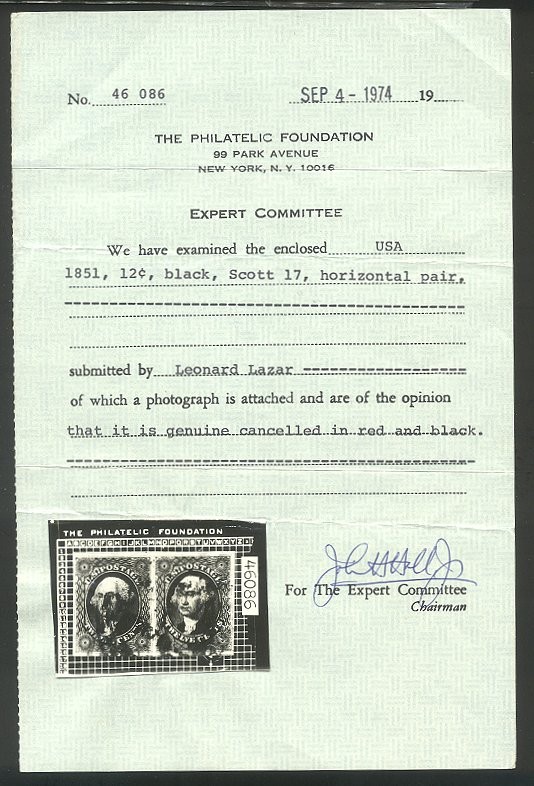 No. 46 086 SEP 4 - 1974 19
THE PHILATELIC FOUNDATION
99 PARK AVENUE
NEW YORK, N. Y. 10016
EXPERT COMMITTEE
We have examined the enclosed USA
1851, 12¢, black, Scott 17, horizontal pair.
submitted by Leonard Lazar
of which a photograph is attached and are of the opinion
that it is genuine cancelled in red and black.
THE PHILATELIC FOUNDATION
ABCDEFGHIJKLMNOPQRSTUVWXYZ
46086
For The Expert Committee
Chairman